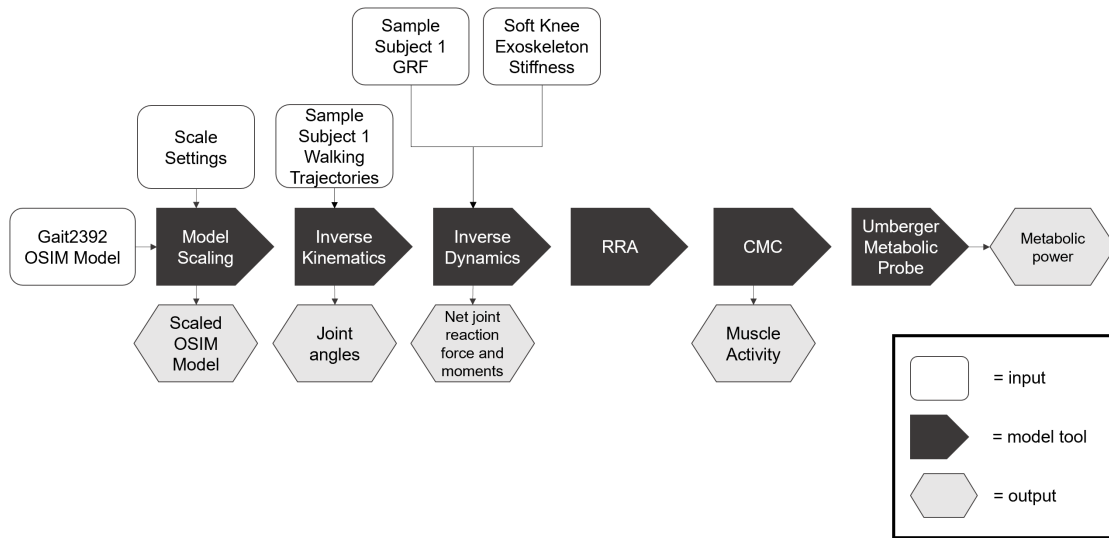 Sample
Subject 1
GRF
Soft Knee
Exoskeleton
Stiffness
Scale
Settings
Sample
Subject 1
Walking
Trajectories
Gait2392
OSIM Model
Model
Scaling
Inverse
Kinematics
Inverse
Dynamics
RRA
CMC
Umberger
Metabolic
Probe
Metabolic
power
Scaled
OSIM
Model
Joint
angles
Net joint
reaction
force and
moments
Muscle
Activity
= input
= model tool
= output